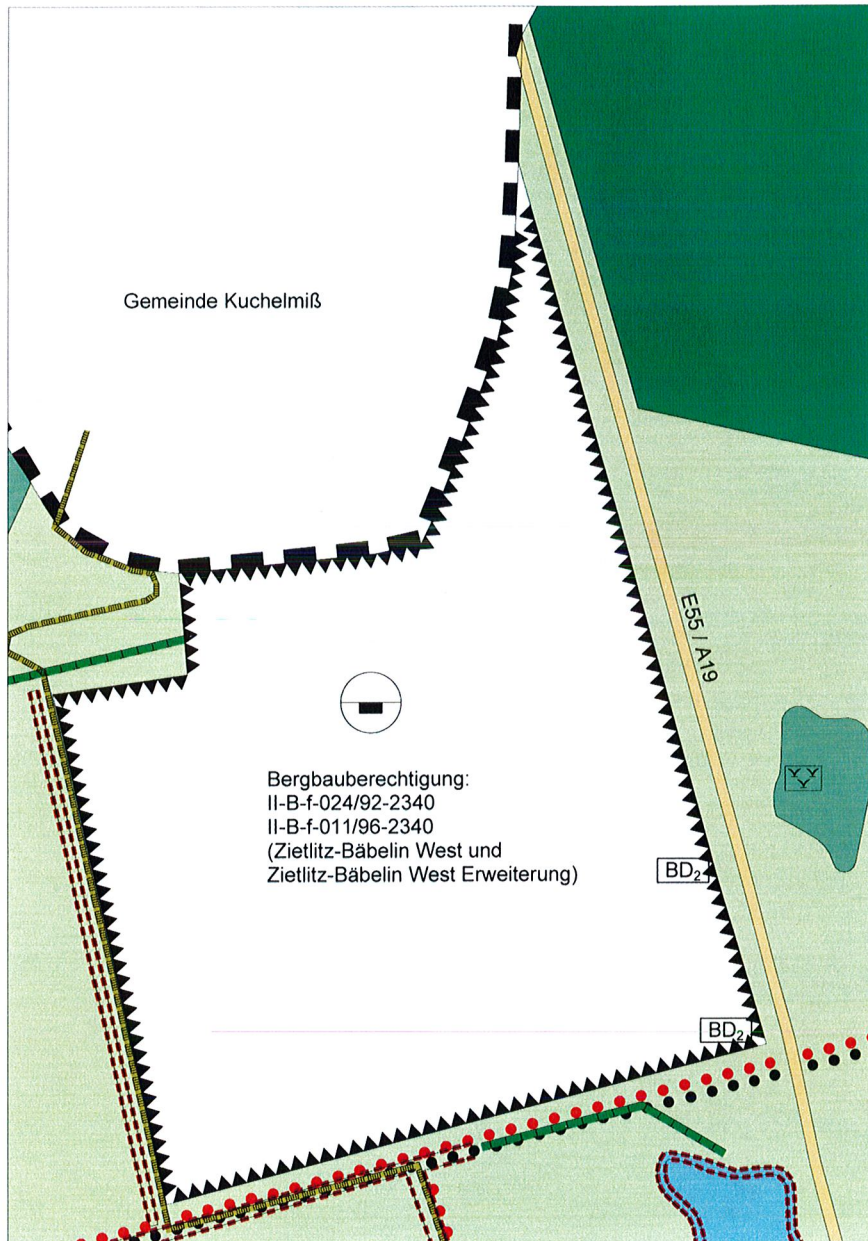 Gemeinde Kuchelmiß
E55 / A19
Bergbauberechtigung:
II-B-f-024/92-2340
II-B-f-011/96-2340
(Zietlitz-Bäbelin West und
Zietlitz-Bäbelin West Erweiterung)
BD₂
BD₂